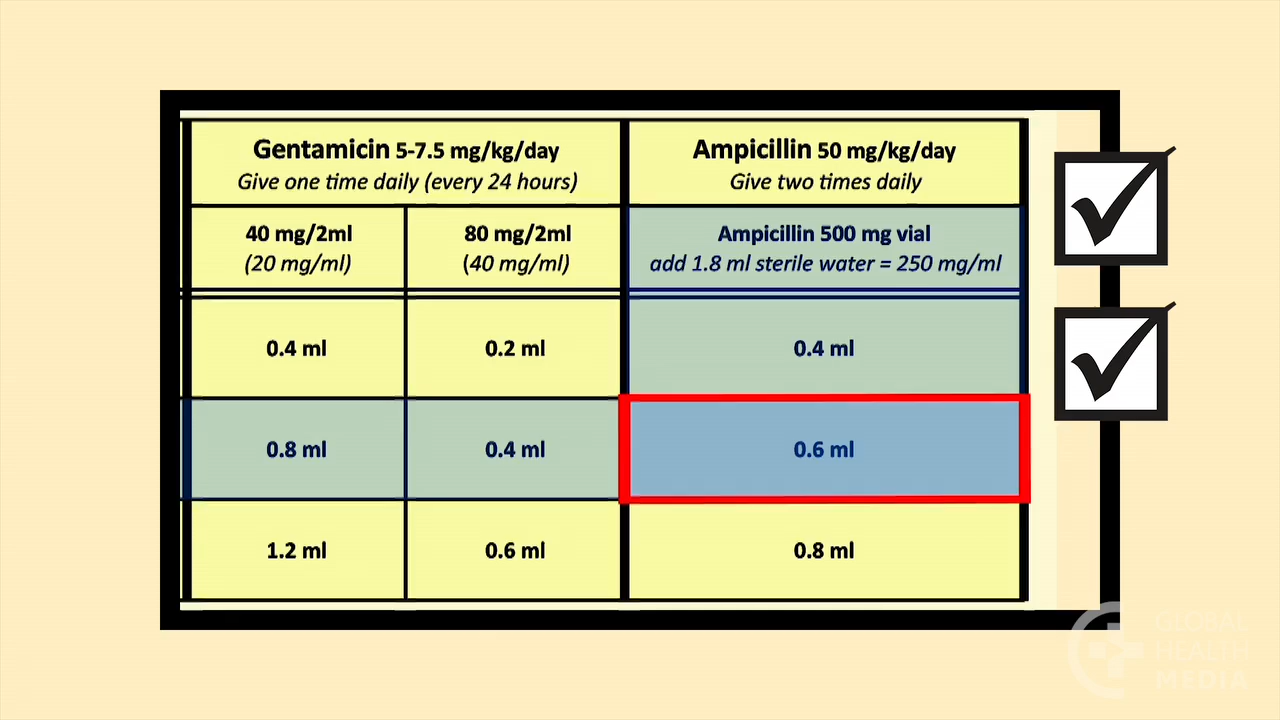 Gentamicin 5-7.5 mg/kg/day
Give one time daily (every 24 hours)
Ampicillin 50 mg/kg/day
Give two times daily
40 mg/2ml
(20 mg/ml)
80 mg/2ml
(40 mg/ml)
Ampicillin 500 mg vial
add 1.8 ml sterile water = 250 mg/ml
0.4 ml
0.2 ml
0.4 ml
0.8 ml
0.4 ml
0.6 ml
1.2 ml
0.6 ml
0.8 ml
GLOBAL
HEALTH
MEDIA